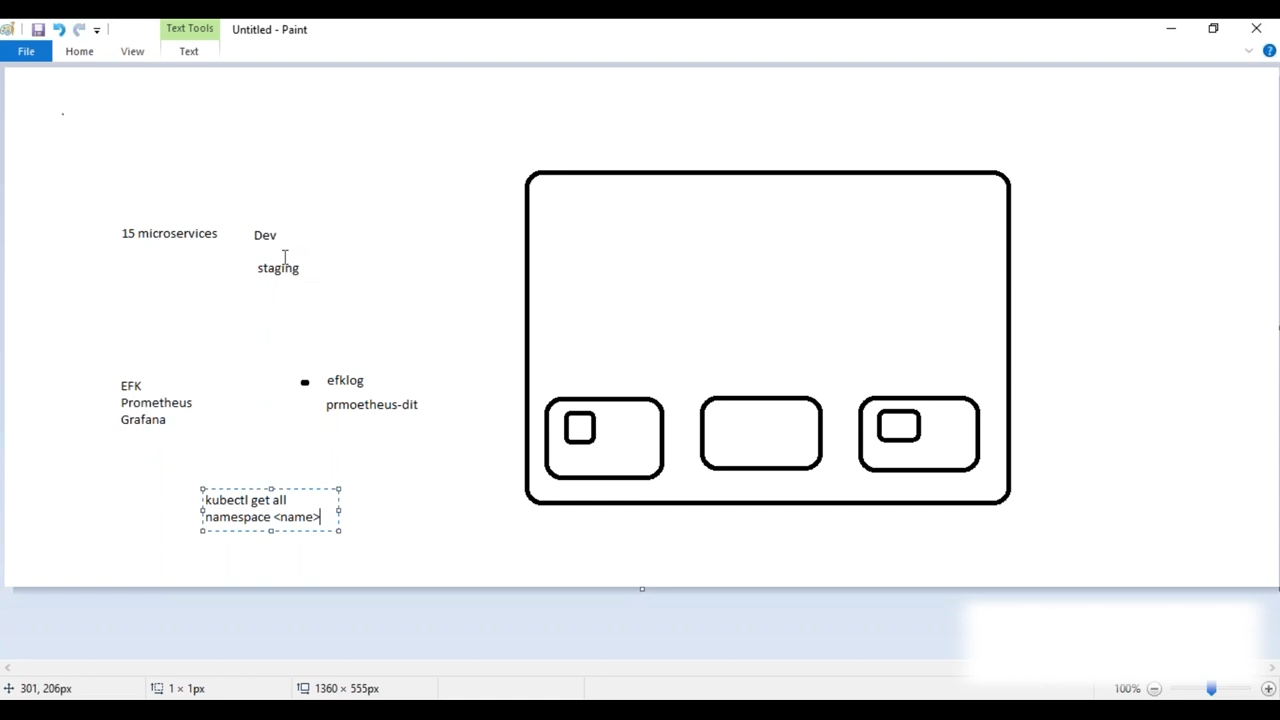 Text Tools
Untitled - Paint
File
Home
View
Text
15 microservices
Dev
staging
EFK
Prometheus
Grafana
efklog
prmoetheus-dit
kubectl get all
namespace <name>
301, 206px
1 × 1px
1360 × 555px
100%